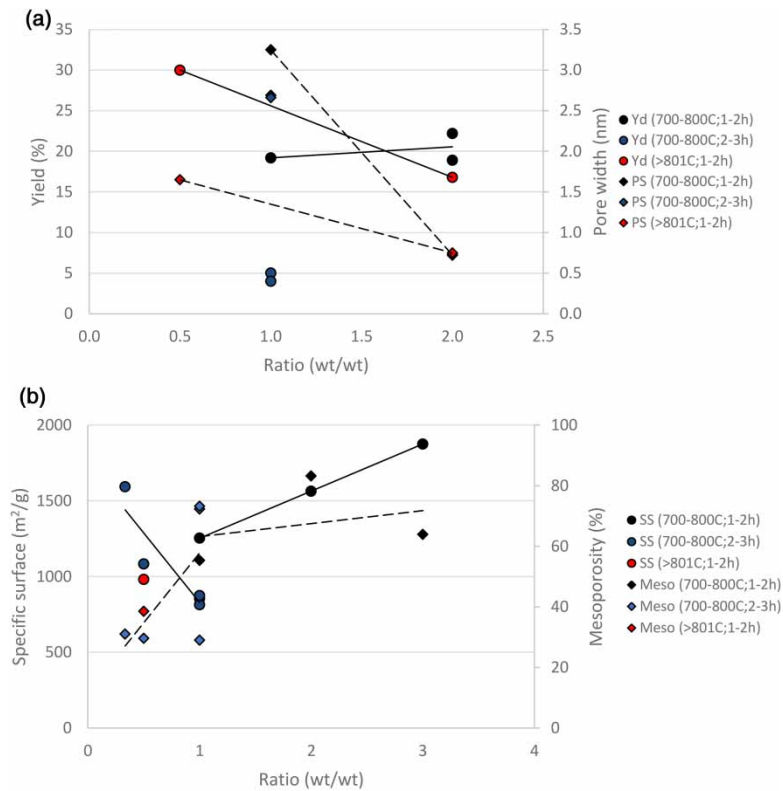 (a)
35
30
25
20
15
10
5
0
Yield (%)
3.5
3.0
2.5
2.0
1.5
1.0
0.5
0.0
Pore width (nm)
0.0 0.5 1.0 1.5 2.0 2.5
Ratio (wt/wt)
Yd (700-800C;1-2h)
Yd (700-800C;2-3h)
Yd (>801C;1-2h)
PS (700-800C;1-2h)
PS (700-800C;2-3h)
PS (>801C;1-2h)
(b)
2000
1500
1000
500
0
Specific surface (m²/g)
100
80
60
40
20
0
Mesoporosity (%)
0 1 2 3 4
Ratio (wt/wt)
SS (700-800C;1-2h)
SS (700-800C;2-3h)
SS (>801C;1-2h)
Meso (700-800C;1-2h)
Meso (700-800C;2-3h)
Meso (>801C;1-2h)